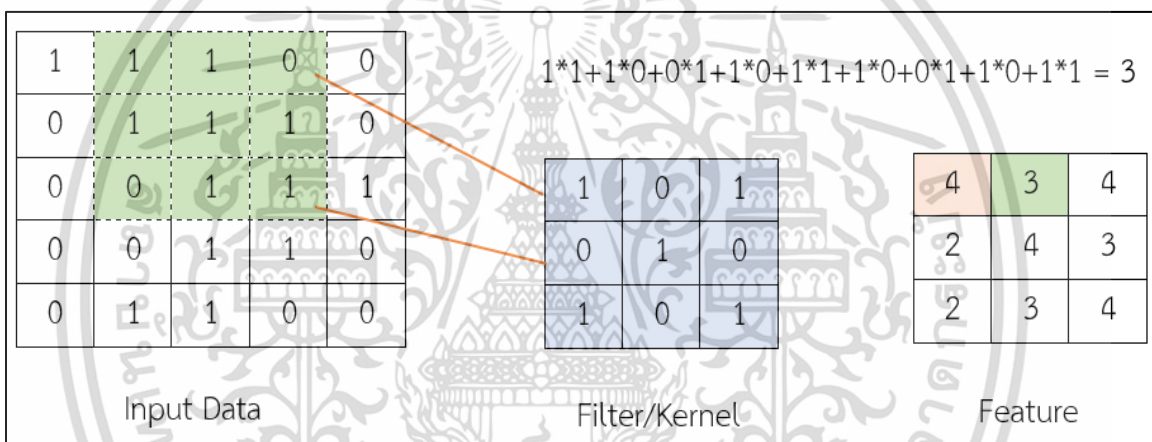 1 1 1 0 0
0 1 1 1 0
0 0 1 1 1
0 0 1 1 0
0 1 1 0 0
Input Data
1*1+1*0+0*1+1*0+1*1+1*0+0*1+1*0+1*1 = 3
1 0 1
0 1 0
1 0 1
Filter/Kernel
4 3 4
2 4 3
2 3 4
Feature